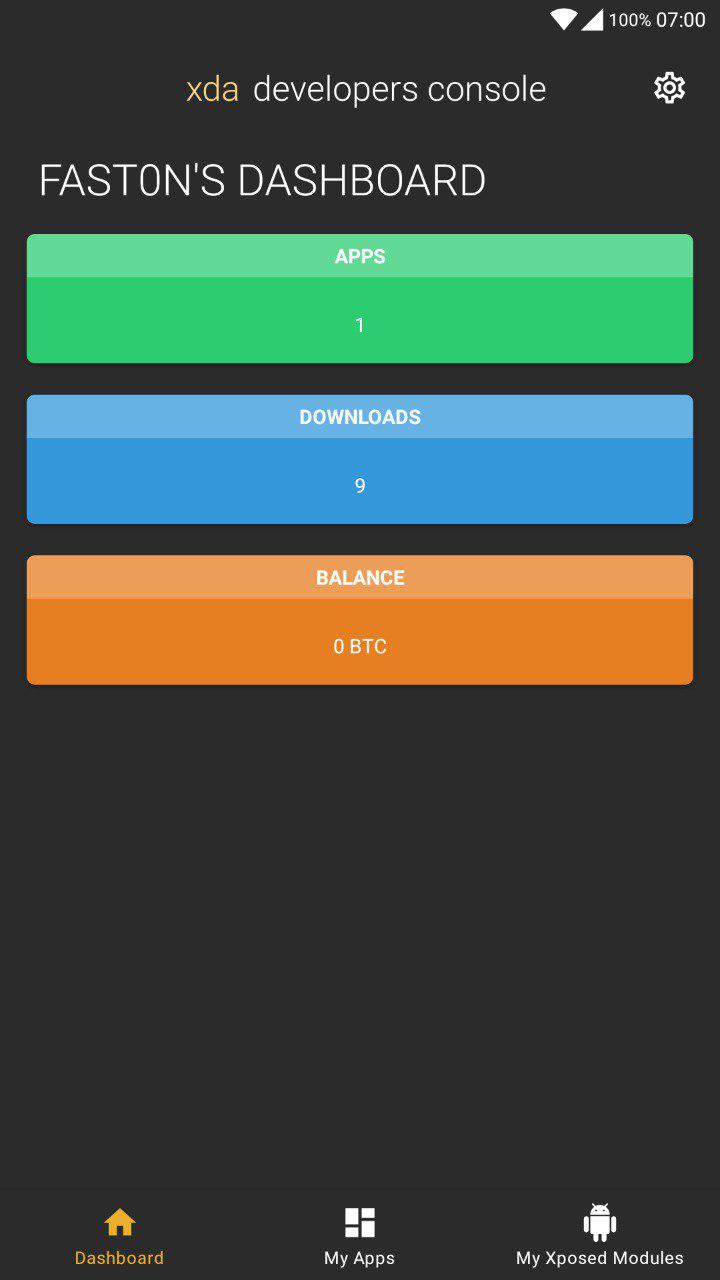 100% 07:00
xda developers console
FAST0N'S DASHBOARD
APPS
1
DOWNLOADS
9
BALANCE
0 BTC
Dashboard
My Apps
My Xposed Modules